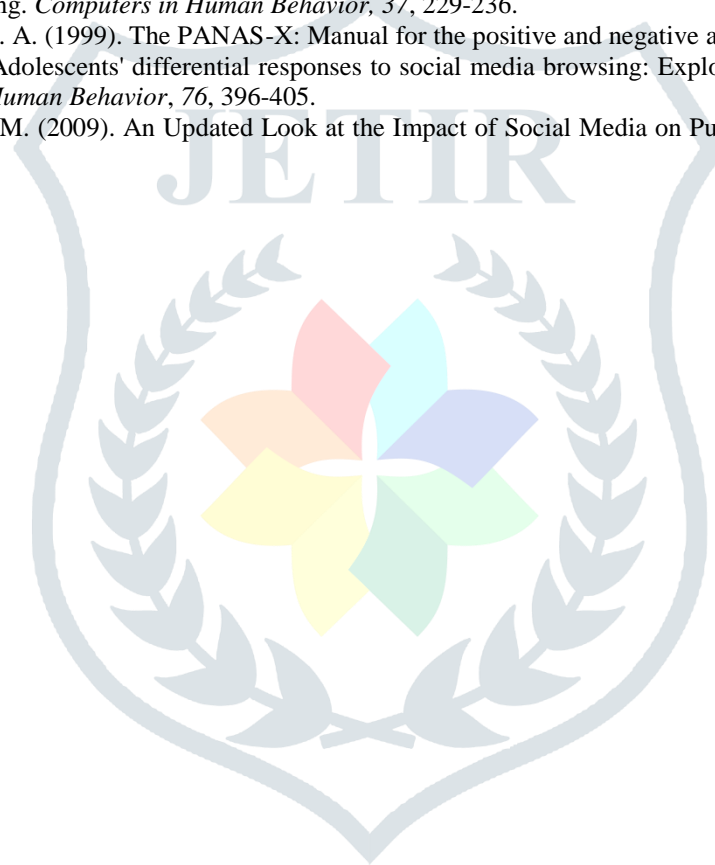 ng. Computers in Human Behavior, 37, 229-236.
. A. (1999). The PANAS-X: Manual for the positive and negative a
Adolescents' differential responses to social media browsing: Explo
Human Behavior, 76, 396-405.
M. (2009). An Updated Look at the Impact of Social Media on Pu
JETIR